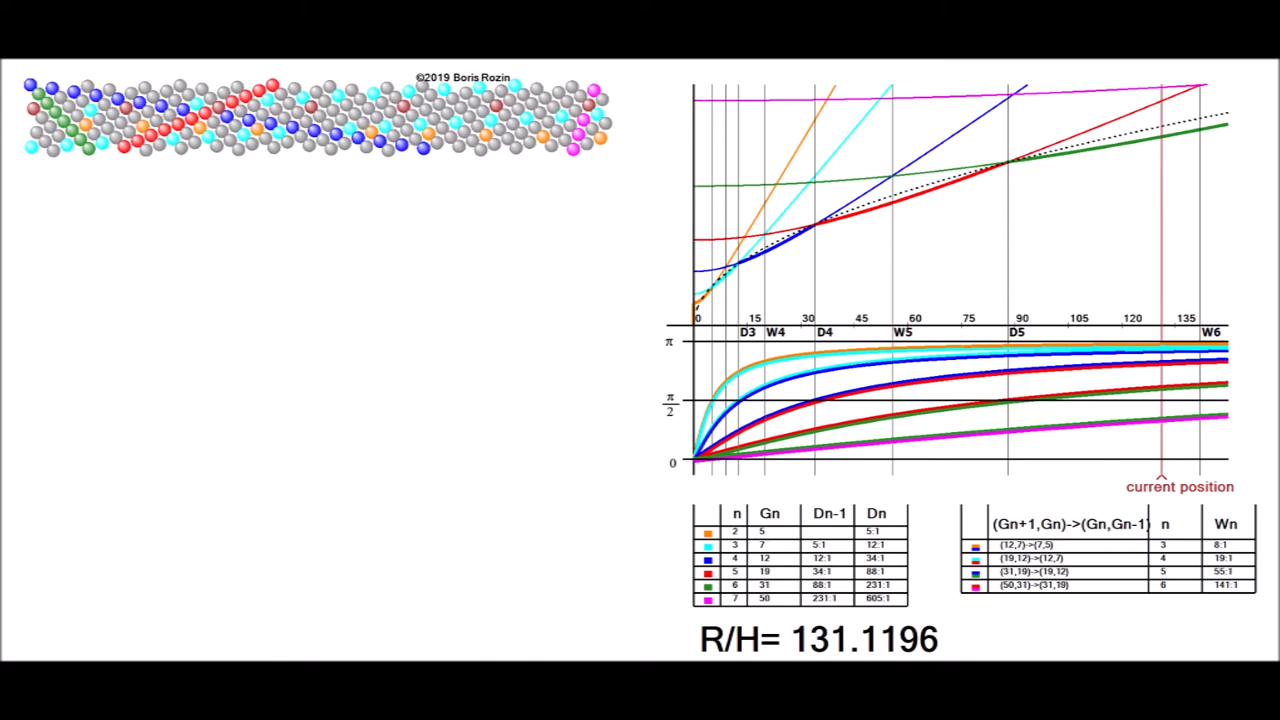 ©2019 Boris Rozin
0 15 30 45 60 75 90 105 120 135
D3 W4 D4 W5 D5 W6
π
π
2
0
current position
n Gn Dn-1 Dn
2 5 5:1
3 7 5:1 12:1
4 12 12:1 34:1
5 19 34:1 88:1
6 31 88:1 231:1
7 50 231:1 605:1
(Gn+1,Gn)->(Gn,Gn-1) n Wn
(12,7)->(7,5) 3 8:1
(19,12)->(12,7) 4 19:1
(31,19)->(19,12) 5 55:1
(50,31)->(31,19) 6 141:1
R/H= 131.1196